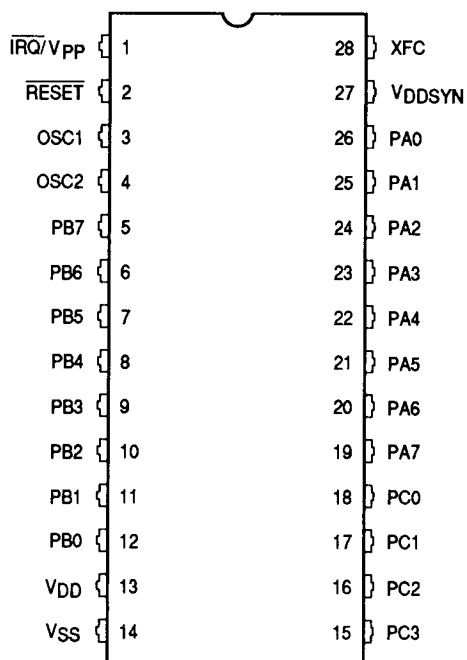 IRQ/VPP 1 28 XFC
RESET 2 27 VDDSYN
OSC1 3 26 PA0
OSC2 4 25 PA1
PB7 5 24 PA2
PB6 6 23 PA3
PB5 7 22 PA4
PB4 8 21 PA5
PB3 9 20 PA6
PB2 10 19 PA7
PB1 11 18 PC0
PB0 12 17 PC1
VDD 13 16 PC2
VSS 14 15 PC3